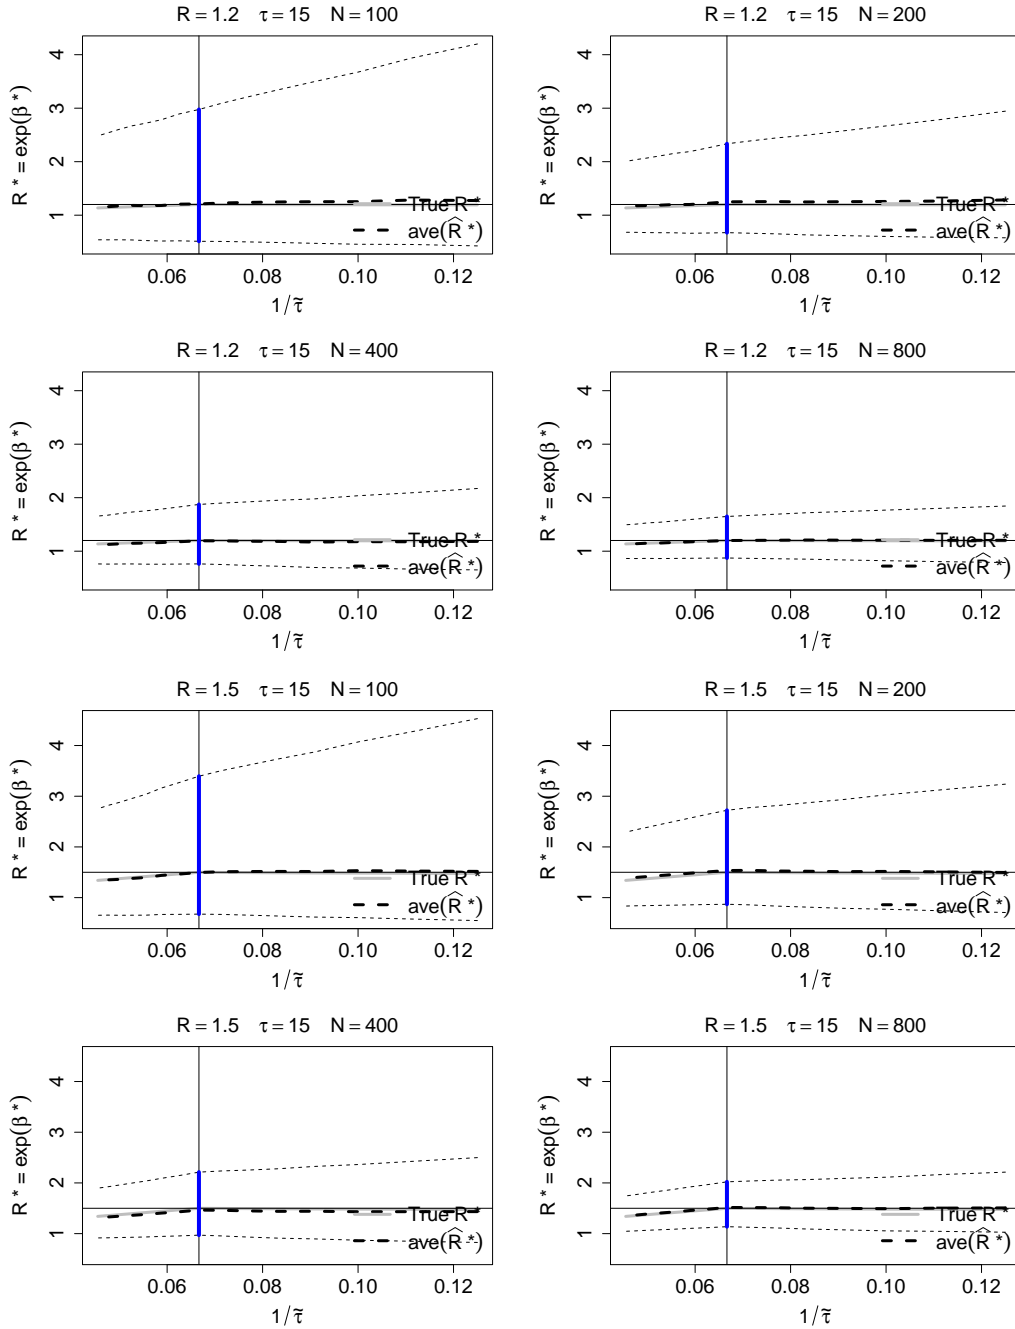 R = 1.2 τ = 15 N = 100
R * = exp(β *)
4
3
2
1
True R *
ave(R̂ *)
0.06 0.08 0.10 0.12
1/τ̃
R = 1.2 τ = 15 N = 200
R * = exp(β *)
4
3
2
1
True R *
ave(R̂ *)
0.06 0.08 0.10 0.12
1/τ̃
R = 1.2 τ = 15 N = 400
R * = exp(β *)
4
3
2
1
True R *
ave(R̂ *)
0.06 0.08 0.10 0.12
1/τ̃
R = 1.2 τ = 15 N = 800
R * = exp(β *)
4
3
2
1
True R *
ave(R̂ *)
0.06 0.08 0.10 0.12
1/τ̃
R = 1.5 τ = 15 N = 100
R * = exp(β *)
4
3
2
1
True R *
ave(R̂ *)
0.06 0.08 0.10 0.12
1/τ̃
R = 1.5 τ = 15 N = 200
R * = exp(β *)
4
3
2
1
True R *
ave(R̂ *)
0.06 0.08 0.10 0.12
1/τ̃
R = 1.5 τ = 15 N = 400
R * = exp(β *)
4
3
2
1
True R *
ave(R̂ *)
0.06 0.08 0.10 0.12
1/τ̃
R = 1.5 τ = 15 N = 800
R * = exp(β *)
4
3
2
1
True R *
ave(R̂ *)
0.06 0.08 0.10 0.12
1/τ̃